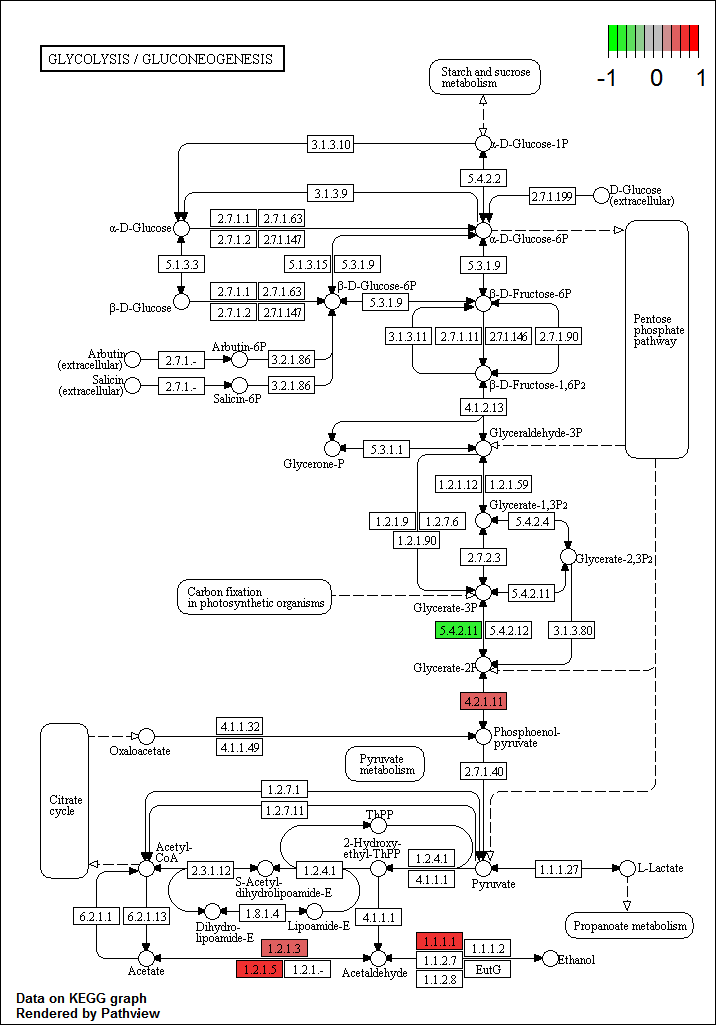 GLYCOLYSIS / GLUCONEOGENESIS
-1 0 1
Starch and sucrose
metabolism
3.1.3.10
α-D-Glucose-1P
5.4.2.2
3.1.3.9
2.7.1.199
D-Glucose
(extracellular)
α-D-Glucose
2.7.1.1 2.7.1.63
2.7.1.2 2.7.1.147
α-D-Glucose-6P
5.1.3.3
5.1.3.15 5.3.1.9
5.3.1.9
β-D-Glucose-6P
β-D-Fructose-6P
β-D-Glucose
2.7.1.1 2.7.1.63
2.7.1.2 2.7.1.147
5.3.1.9
Pentose
phosphate
pathway
3.1.3.11 2.7.1.11 2.7.1.146 2.7.1.90
Arbutin
(extracellular)
2.7.1.-
Arbutin-6P
3.2.1.86
Salicin
(extracellular)
2.7.1.-
Salicin-6P
3.2.1.86
β-D-Fructose-1,6P2
4.1.2.13
Glyceraldehyde-3P
5.3.1.1
Glycerone-P
1.2.1.12 1.2.1.59
Glycerate-1,3P2
1.2.1.9 1.2.7.6
1.2.1.90
5.4.2.4
2.7.2.3
Glycerate-2,3P2
Carbon fixation
in photosynthetic organisms
5.4.2.11
Glycerate-3P
5.4.2.11 5.4.2.12 3.1.3.80
Glycerate-2P
4.2.1.11
4.1.1.32
4.1.1.49
Oxaloacetate
Phosphoenol-
pyruvate
Pyruvate
metabolism
2.7.1.40
Citrate
cycle
1.2.7.1
1.2.7.11
ThPP
Acetyl-
CoA
2-Hydroxy-
ethyl-ThPP
2.3.1.12
1.2.4.1
1.2.4.1
4.1.1.1
Pyruvate
1.1.1.27
L-Lactate
S-Acetyl-
dihydrolipoamide-E
6.2.1.1 6.2.1.13
1.8.1.4
Dihydro-
lipoamide-E
Lipoamide-E
4.1.1.1
Propanoate metabolism
1.2.1.3
1.2.1.5 1.2.1.-
Acetate
Acetaldehyde
1.1.1.1 1.1.1.2
1.1.2.7 EutG
1.1.2.8
Ethanol
Data on KEGG graph
Rendered by Pathview